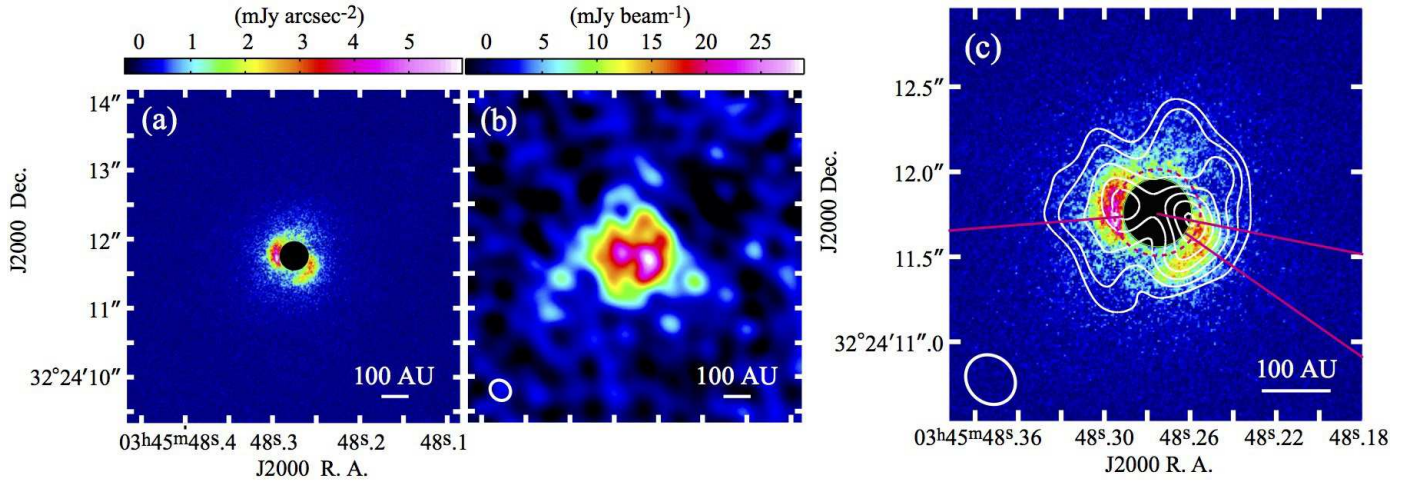 (mJy arcsec-2)
0 1 2 3 4 5
(mJy beam-1)
0 5 10 15 20 25
(a)
14″
13″
12″
11″
32°24′10″
J2000 Dec.
100 AU
03h45m48s.4 48s.3 48s.2 48s.1
J2000 R. A.
(b)
100 AU
(c)
12.5″
12.0″
11.5″
32°24′11″.0
J2000 Dec.
100 AU
03h45m48s.36 48s.30 48s.26 48s.22 48s.18
J2000 R. A.